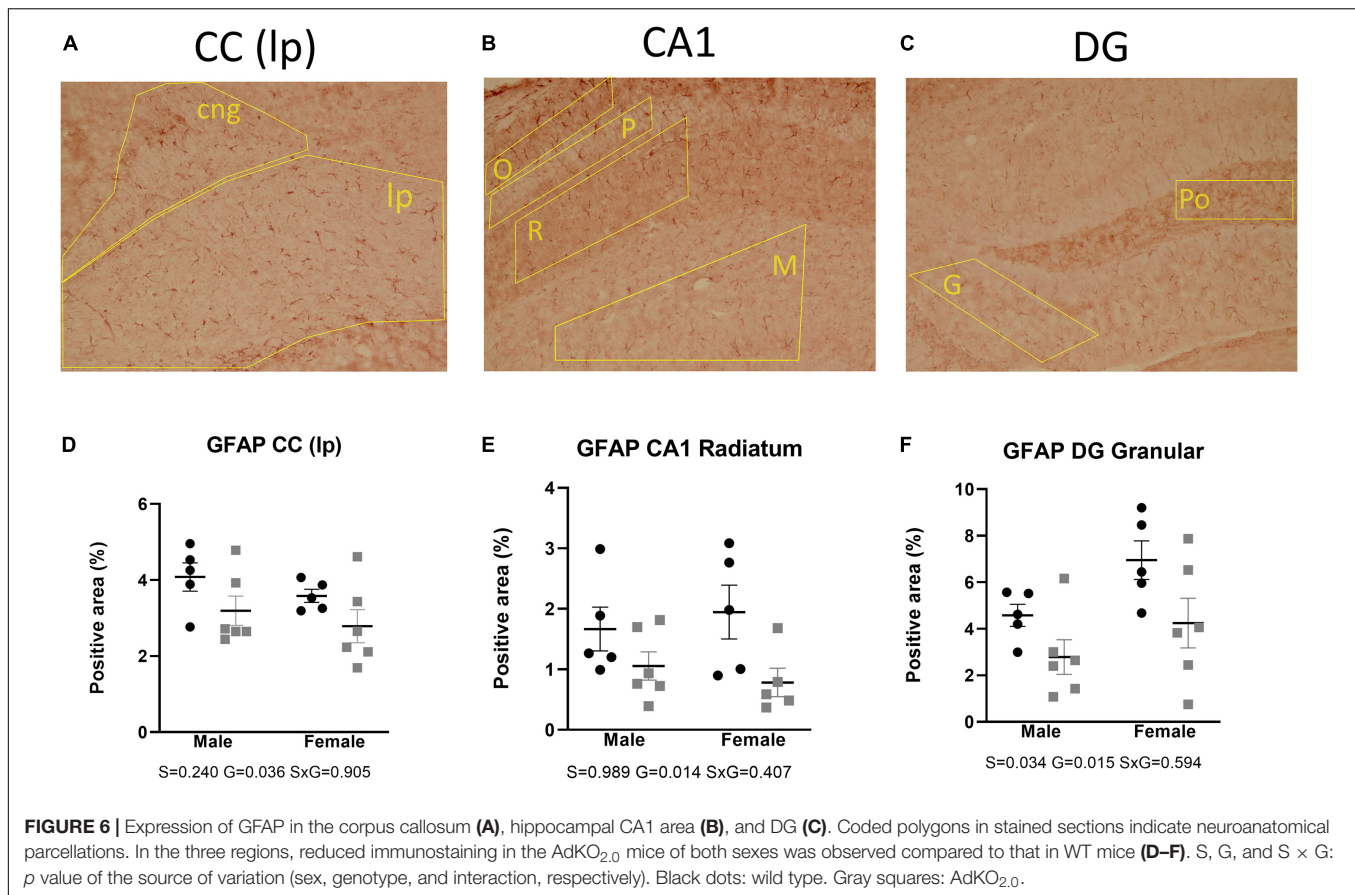 A CC (lp)
B CA1
C DG
cng
lp
O
P
R
M
Po
G
D GFAP CC (lp)
Positive area (%)
6
4
2
0
Male Female
S=0.240 G=0.036 SxG=0.905
E GFAP CA1 Radiatum
Positive area (%)
4
3
2
1
0
Male Female
S=0.989 G=0.014 SxG=0.407
F GFAP DG Granular
Positive area (%)
10
8
6
4
2
0
Male Female
S=0.034 G=0.015 SxG=0.594
FIGURE 6 | Expression of GFAP in the corpus callosum (A), hippocampal CA1 area (B), and DG (C). Coded polygons in stained sections indicate neuroanatomical
parcellations. In the three regions, reduced immunostaining in the AdKO2.0 mice of both sexes was observed compared to that in WT mice (D–F). S, G, and S × G:
p value of the source of variation (sex, genotype, and interaction, respectively). Black dots: wild type. Gray squares: AdKO2.0.